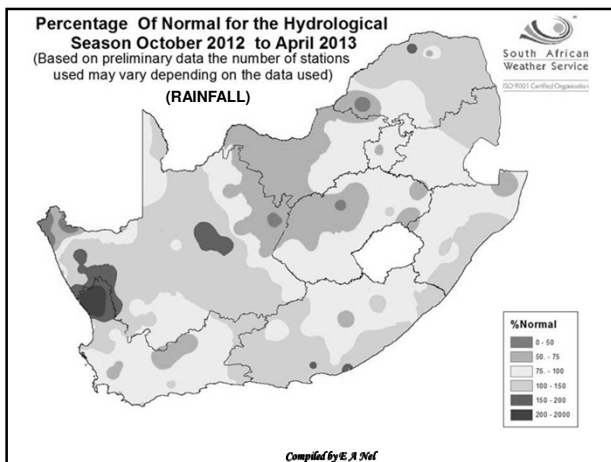 Percentage Of Normal for the Hydrological
Season October 2012 to April 2013
(Based on preliminary data the number of stations
used may vary depending on the data used)
(RAINFALL)
South African
Weather Service
ISO 9001 Certified Organisation
%Normal
0 - 50
50. - 75
75. - 100
100 - 150
150 - 200
200 - 2000
Compiled by E A Nel